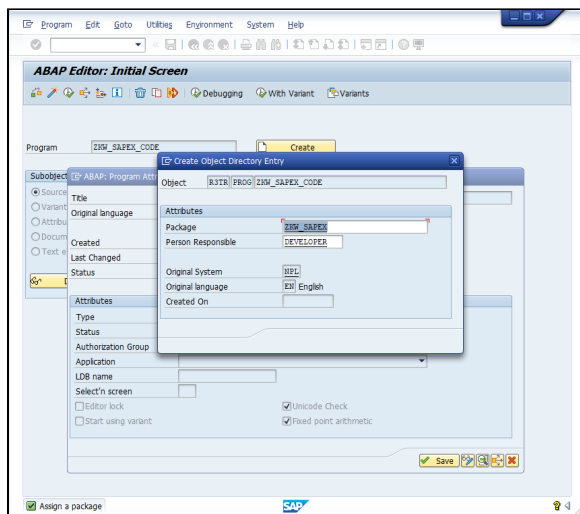 Program Edit Goto Utilities Environment System Help
ABAP Editor: Initial Screen
Debugging With Variant Variants
Program ZKW_SAPEX_CODE Create
Create Object Directory Entry
Object R3TR PROG ZKW_SAPEX_CODE
Attributes
Package ZKW_SAPEX
Person Responsible DEVELOPER
Original System NPL
Original language EN English
Created On
Subobject
Source
Variant
Attribu
Docum
Text e
D
ABAP: Program Attr
Title
Original language
Created
Last Changed
Status
Attributes
Type
Status
Authorization Group
Application
LDB name
Select'n screen
Editor lock Unicode Check
Start using variant Fixed point arithmetic
Save
Assign a package SAP